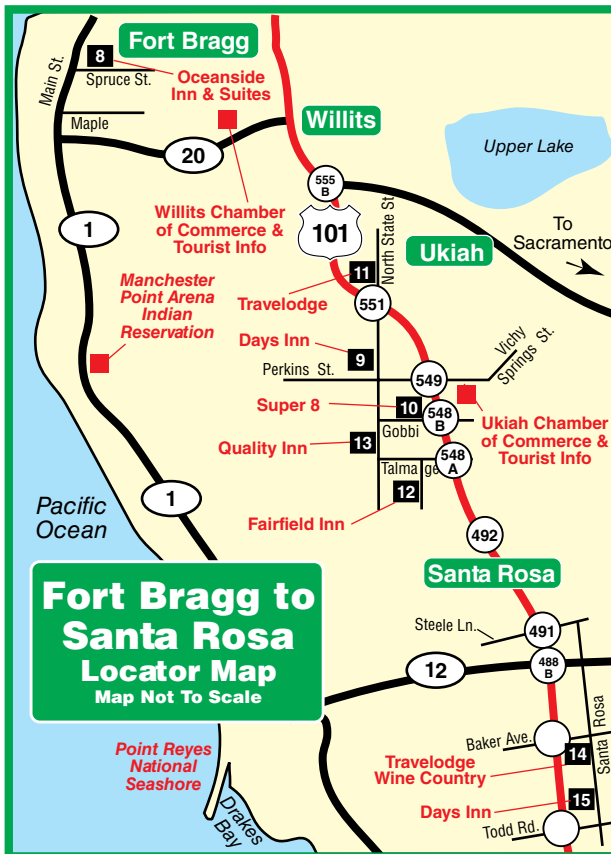 Fort Bragg
8
Main St.
Spruce St.
Oceanside
Inn & Suites
Maple
Willits
20
Upper Lake
555
B
Willits Chamber
of Commerce &
Tourist Info
1
101
North State St.
Ukiah
To
Sacramento
11
Manchester
Point Arena
Indian
Reservation
Travelodge
551
Days Inn
9
Vichy
Springs St.
Perkins St.
549
Super 8
10
548
B
Gobbi
Ukiah Chamber
of Commerce &
Tourist Info
Quality Inn
13
Talmage
548
A
12
1
Fairfield Inn
Pacific
Ocean
492
Santa Rosa
Fort Bragg to
Santa Rosa
Locator Map
Map Not To Scale
Steele Ln.
491
12
488
B
Santa Rosa
Baker Ave.
14
Point Reyes
National
Seashore
Travelodge
Wine Country
15
Days Inn
Drakes
Bay
Todd Rd.